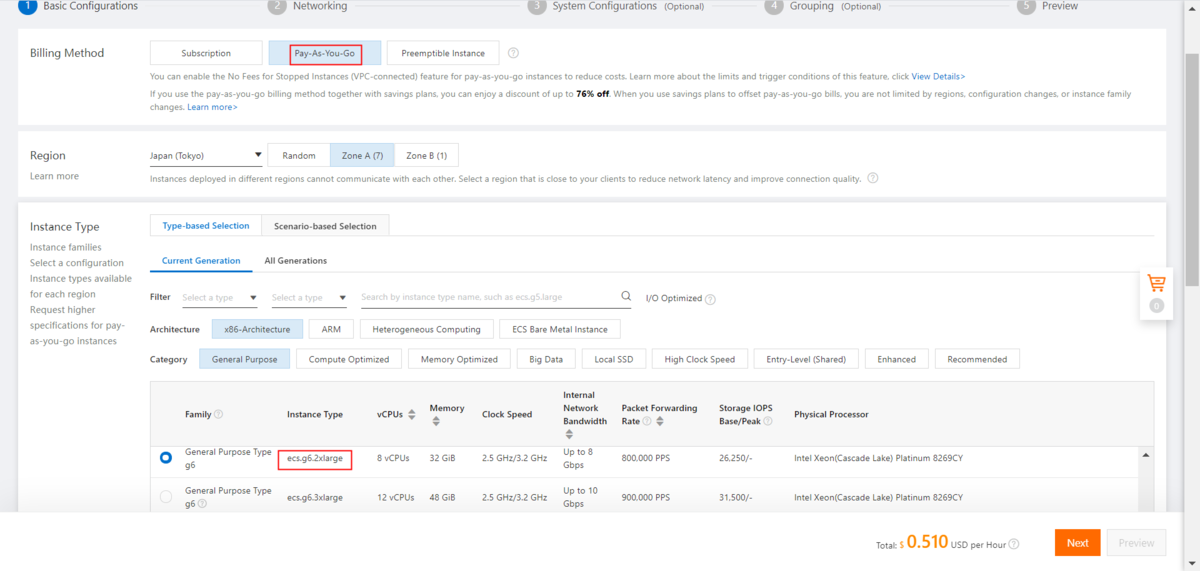 1 Basic Configurations 2 Networking 3 System Configurations (Optional) 4 Grouping (Optional) 5 Preview
Billing Method Subscription Pay-As-You-Go Preemptible Instance ?
You can enable the No Fees for Stopped Instances (VPC-connected) feature for pay-as-you-go instances to reduce costs. Learn more about the limits and trigger conditions of this feature, click View Details>
If you use the pay-as-you-go billing method together with savings plans, you can enjoy a discount of up to 76% off. When you use savings plans to offset pay-as-you-go bills, you are not limited by regions, configuration changes, or instance family
changes. Learn more>
Region Japan (Tokyo) Random Zone A (7) Zone B (1)
Learn more
Instances deployed in different regions cannot communicate with each other. Select a region that is close to your clients to reduce network latency and improve connection quality. ?
Instance Type
Instance families
Select a configuration
Instance types available
for each region
Request higher
specifications for pay-
as-you-go instances
Type-based Selection Scenario-based Selection
Current Generation All Generations
Filter Select a type Select a type Search by instance type name, such as ecs.g5.large I/O Optimized ?
Architecture x86-Architecture ARM Heterogeneous Computing ECS Bare Metal Instance
Category General Purpose Compute Optimized Memory Optimized Big Data Local SSD High Clock Speed Entry-Level (Shared) Enhanced Recommended
Family ? Instance Type vCPUs Memory Clock Speed Internal Network Bandwidth Packet Forwarding Rate ? Storage IOPS Base/Peak ? Physical Processor
General Purpose Type g6 ecs.g6.2xlarge 8 vCPUs 32 GiB 2.5 GHz/3.2 GHz Up to 8 Gbps 800,000 PPS 26,250/- Intel Xeon(Cascade Lake) Platinum 8269CY
General Purpose Type g6 ? ecs.g6.3xlarge 12 vCPUs 48 GiB 2.5 GHz/3.2 GHz Up to 10 Gbps 900,000 PPS 31,500/- Intel Xeon(Cascade Lake) Platinum 8269CY
0
Total: $ 0.510 USD per Hour ? Next Preview